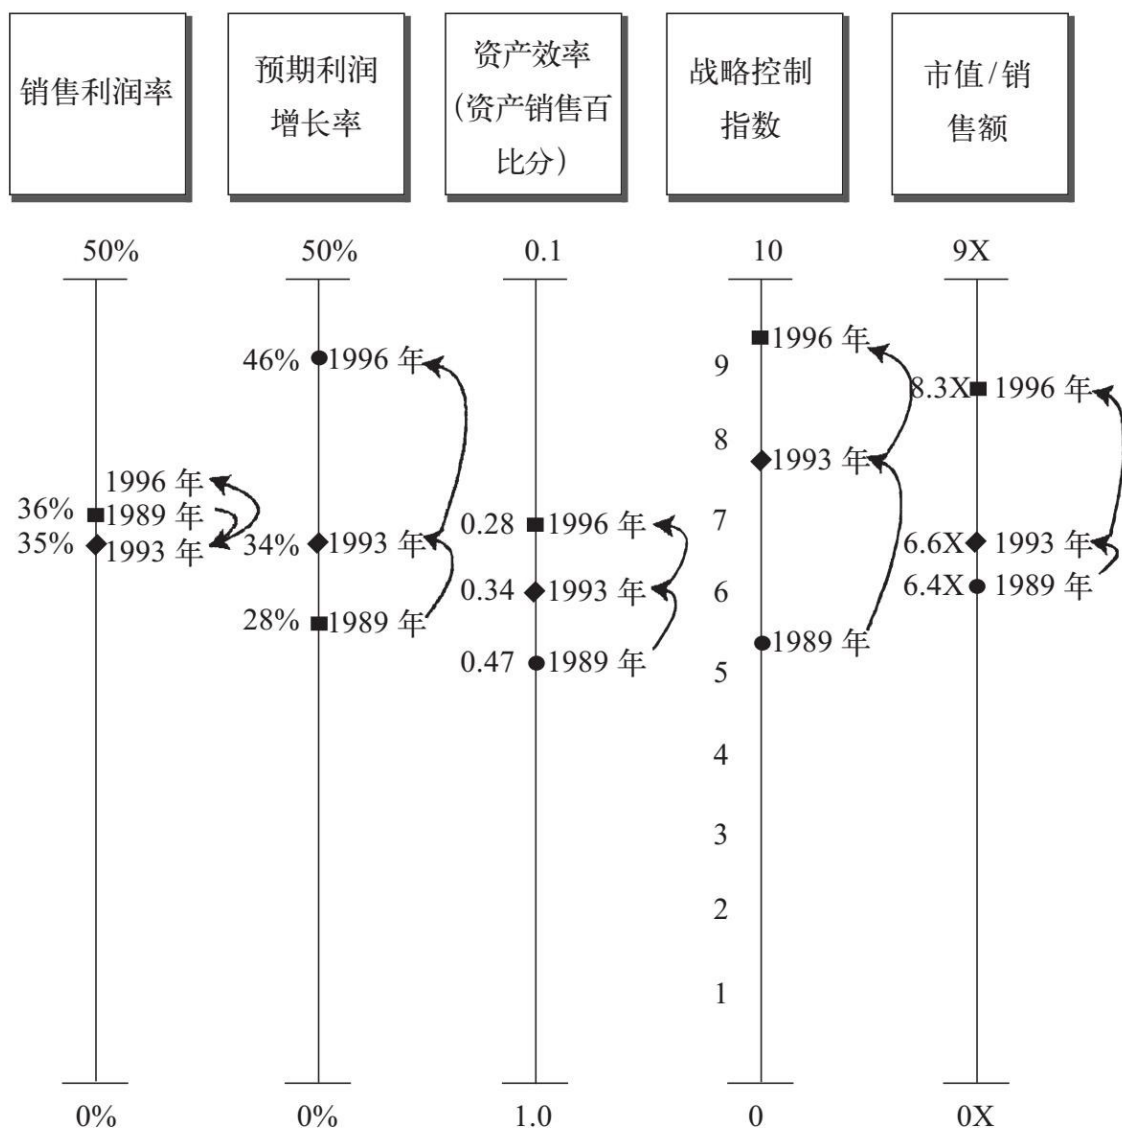 销售利润率
预期利润
增长率
资产效率
(资产销售百
比分)
战略控制
指数
市值/销
售额
50%
1996 年
36%
1989 年
35%
1993 年
0%
50%
46%
1996 年
34%
1993 年
28%
1989 年
0%
0.1
0.28
1996 年
0.34
1993 年
0.47
1989 年
1.0
10
1996 年
9
8
1993 年
7
6
1989 年
5
4
3
2
1
0
9X
8.3X
1996 年
6.6X
1993 年
6.4X
1989 年
0X